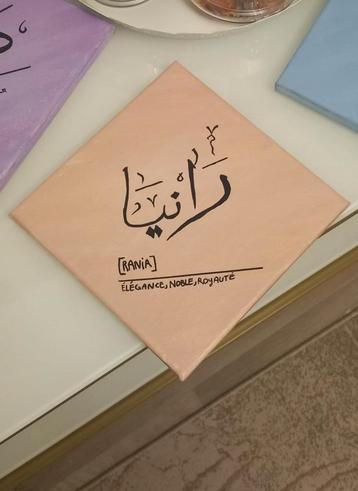 رانيا
[RANiA]
ÉLÉGANCE, NOBLE, ROYAUTÉ